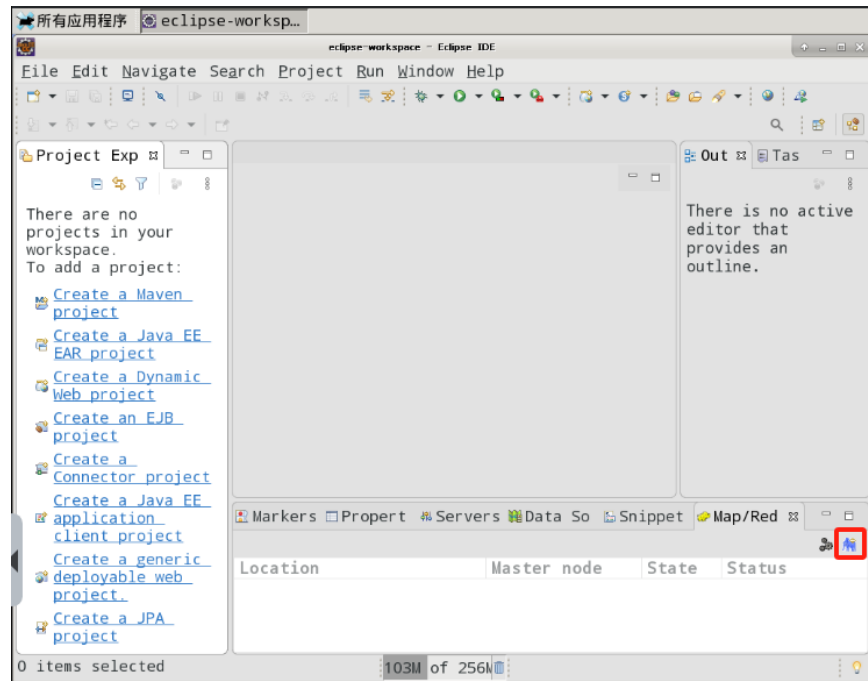 所有应用程序 eclipse-worksp...
eclipse-workspace - Eclipse IDE
File Edit Navigate Search Project Run Window Help
Project Exp
There are no
projects in your
workspace.
To add a project:
Create a Maven
project
Create a Java EE
EAR project
Create a Dynamic
Web project
Create an EJB
project
Create a
Connector project
Create a Java EE
application
client project
Create a generic
deployable web
project.
Create a JPA
project
Out Tas
There is no active
editor that
provides an
outline.
Markers Propert Servers Data So Snippet Map/Red
Location Master node State Status
0 items selected
103M of 256M